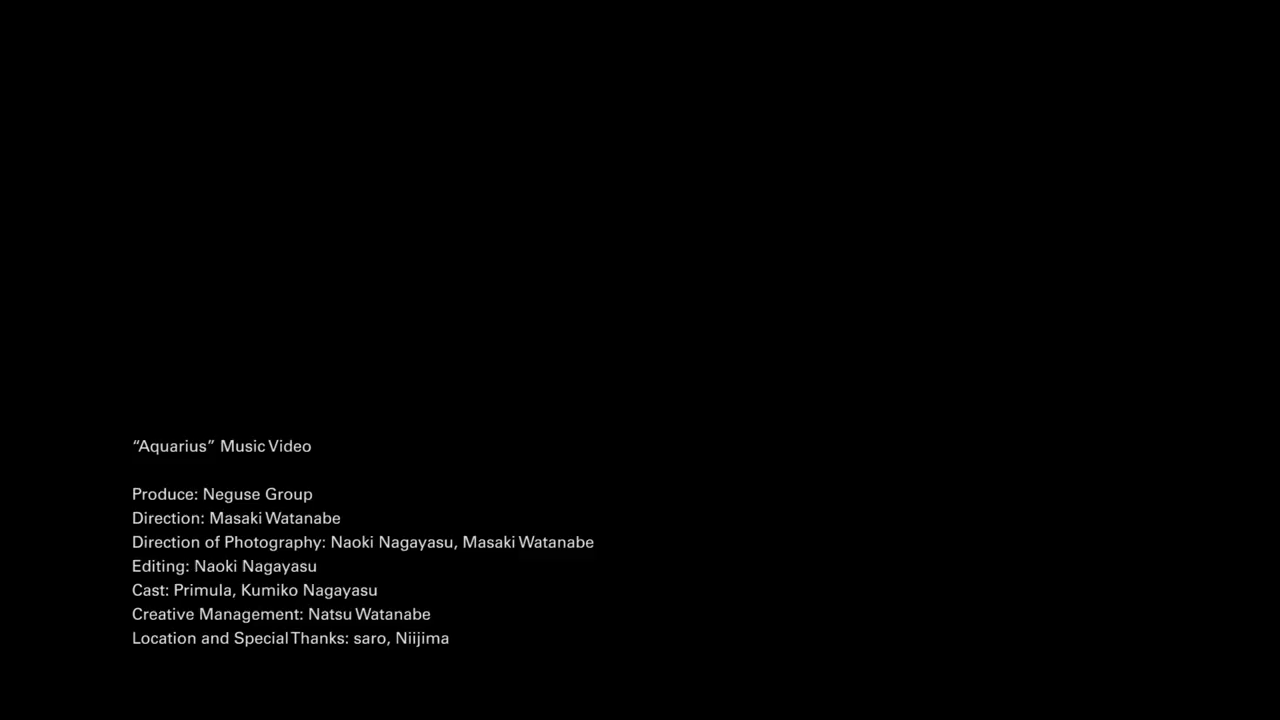 “Aquarius” Music Video
Produce: Neguse Group
Direction: Masaki Watanabe
Direction of Photography: Naoki Nagayasu, Masaki Watanabe
Editing: Naoki Nagayasu
Cast: Primula, Kumiko Nagayasu
Creative Management: Natsu Watanabe
Location and Special Thanks: saro, Niijima